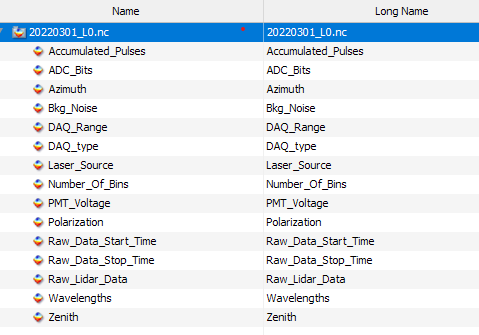 Name Long Name
20220301_L0.nc 20220301_L0.nc
Accumulated_Pulses Accumulated_Pulses
ADC_Bits ADC_Bits
Azimuth Azimuth
Bkg_Noise Bkg_Noise
DAQ_Range DAQ_Range
DAQ_type DAQ_type
Laser_Source Laser_Source
Number_Of_Bins Number_Of_Bins
PMT_Voltage PMT_Voltage
Polarization Polarization
Raw_Data_Start_Time Raw_Data_Start_Time
Raw_Data_Stop_Time Raw_Data_Stop_Time
Raw_Lidar_Data Raw_Lidar_Data
Wavelengths Wavelengths
Zenith Zenith